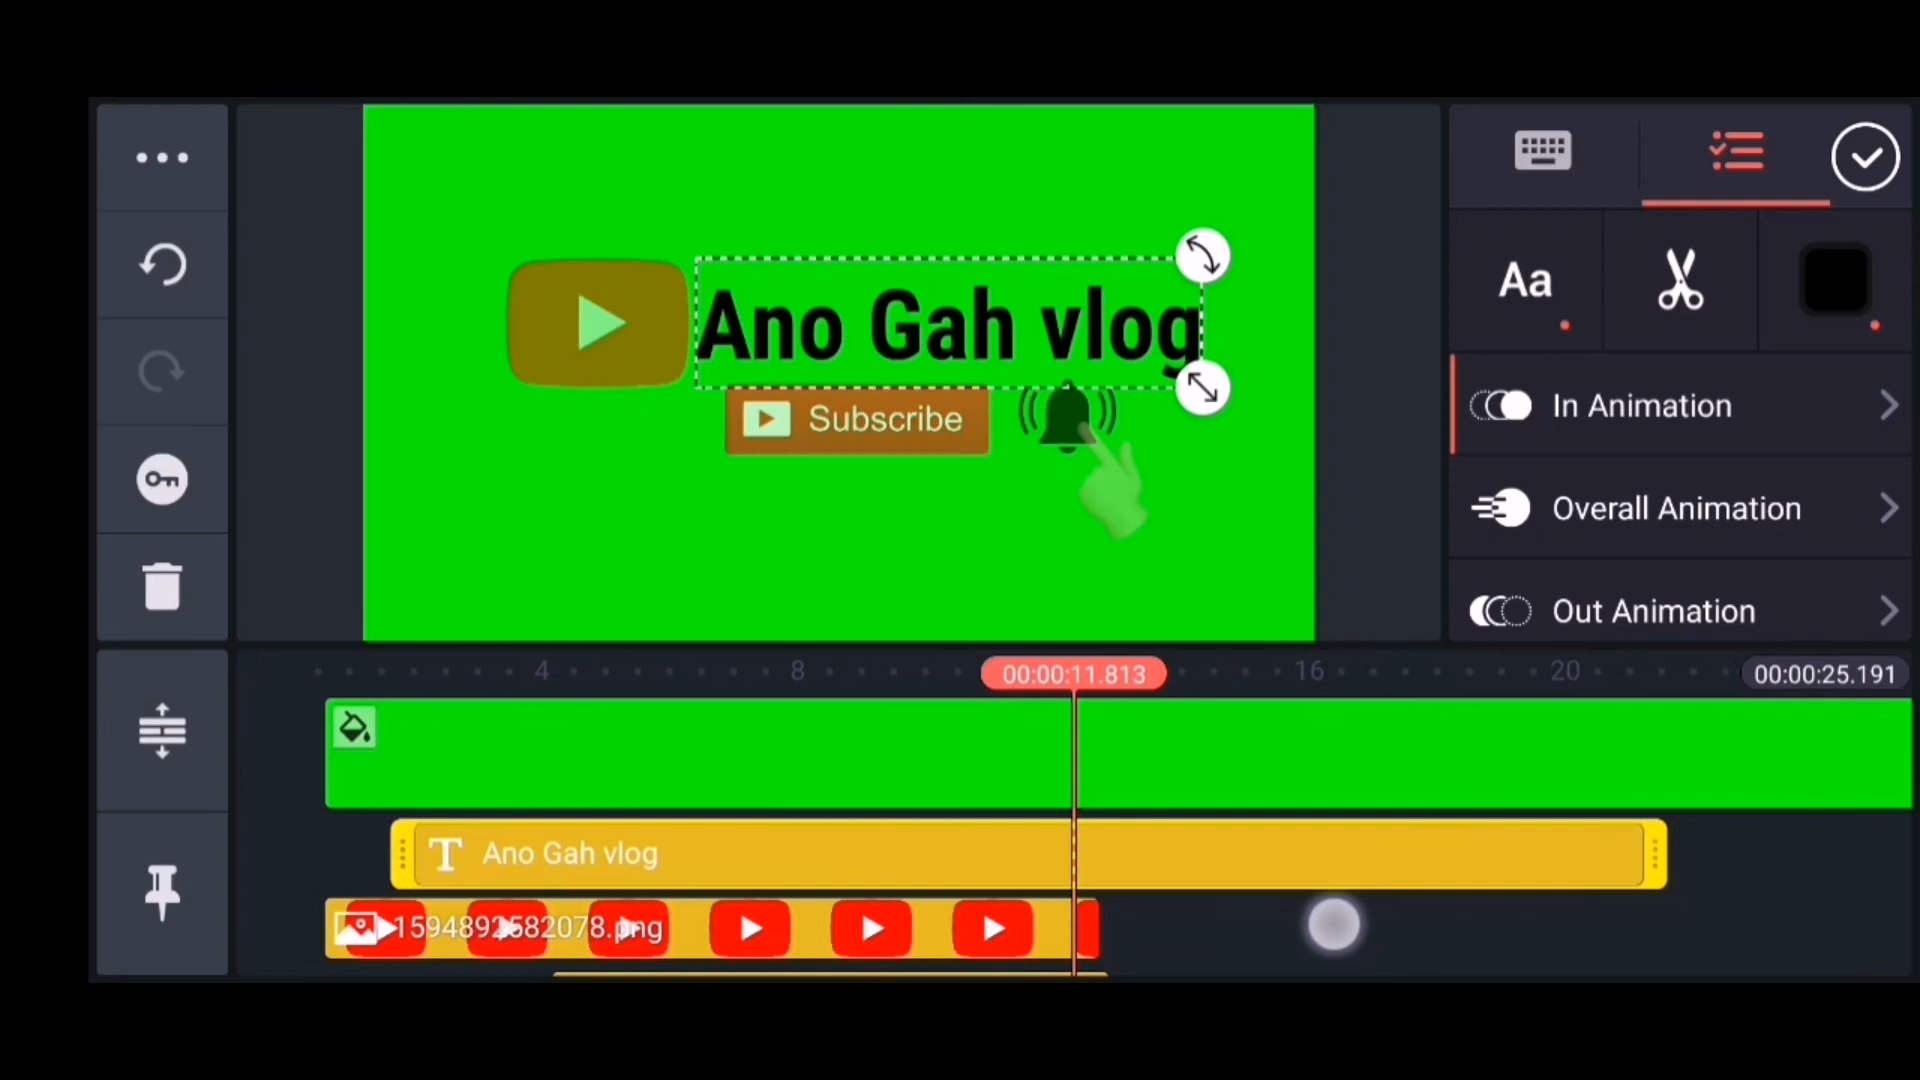 Ano Gah vlog
Subscribe
Aa
In Animation
Overall Animation
Out Animation
4
8
00:00:11.813
16
20
00:00:25.191
T Ano Gah vlog
1594892582078.png